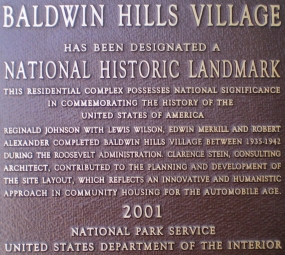 BALDWIN HILLS VILLAGE
HAS BEEN DESIGNATED A
NATIONAL HISTORIC LANDMARK
THIS RESIDENTIAL COMPLEX POSSESSES NATIONAL SIGNIFICANCE
IN COMMEMORATING THE HISTORY OF THE
UNITED STATES OF AMERICA
REGINALD JOHNSON WITH LEWIS WILSON, EDWIN MERRILL AND ROBERT
ALEXANDER COMPLETED BALDWIN HILLS VILLAGE BETWEEN 1935-1942
DURING THE ROOSEVELT ADMINISTRATION. CLARENCE STEIN, CONSULTING
ARCHITECT, CONTRIBUTED TO THE PLANNING AND DEVELOPMENT OF
THE SITE LAYOUT, WHICH REFLECTS AN INNOVATIVE AND HUMANISTIC
APPROACH IN COMMUNITY HOUSING FOR THE AUTOMOBILE AGE.
2001
NATIONAL PARK SERVICE
UNITED STATES DEPARTMENT OF THE INTERIOR